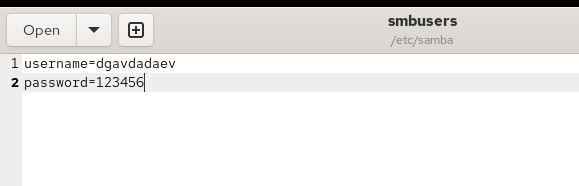 Open
smbusers
/etc/samba
1 username=dgavdadaev
2 password=123456